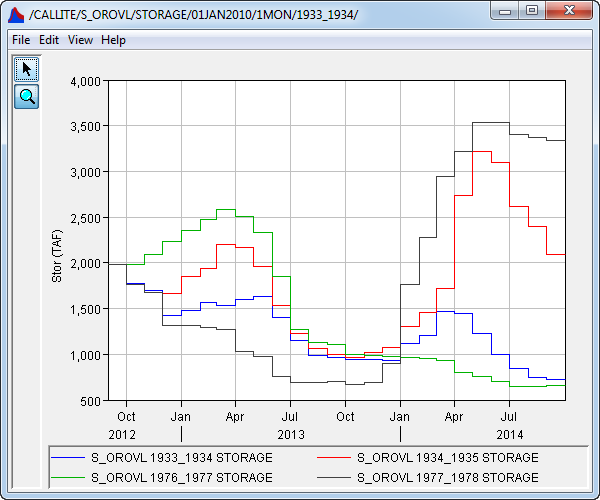 /CALLITE/S_OROVL/STORAGE/01JAN2010/1MON/1933_1934/
File Edit View Help
4,000
3,500
3,000
2,500
2,000
1,500
1,000
500
Stor (TAF)
Oct Jan Apr Jul Oct Jan Apr Jul
2012 2013 2014
S_OROVL 1933_1934 STORAGE S_OROVL 1934_1935 STORAGE
S_OROVL 1976_1977 STORAGE S_OROVL 1977_1978 STORAGE